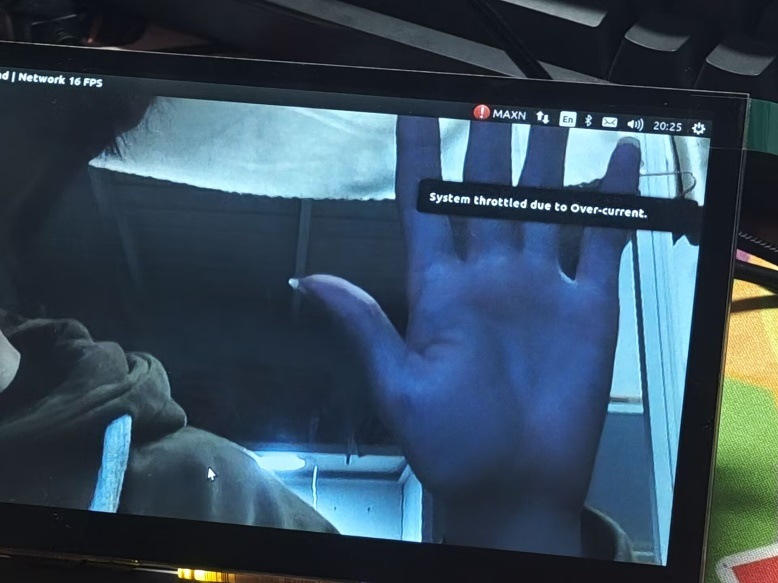 | Network 16 FPS
MAXN En 20:25
System throttled due to Over-current.